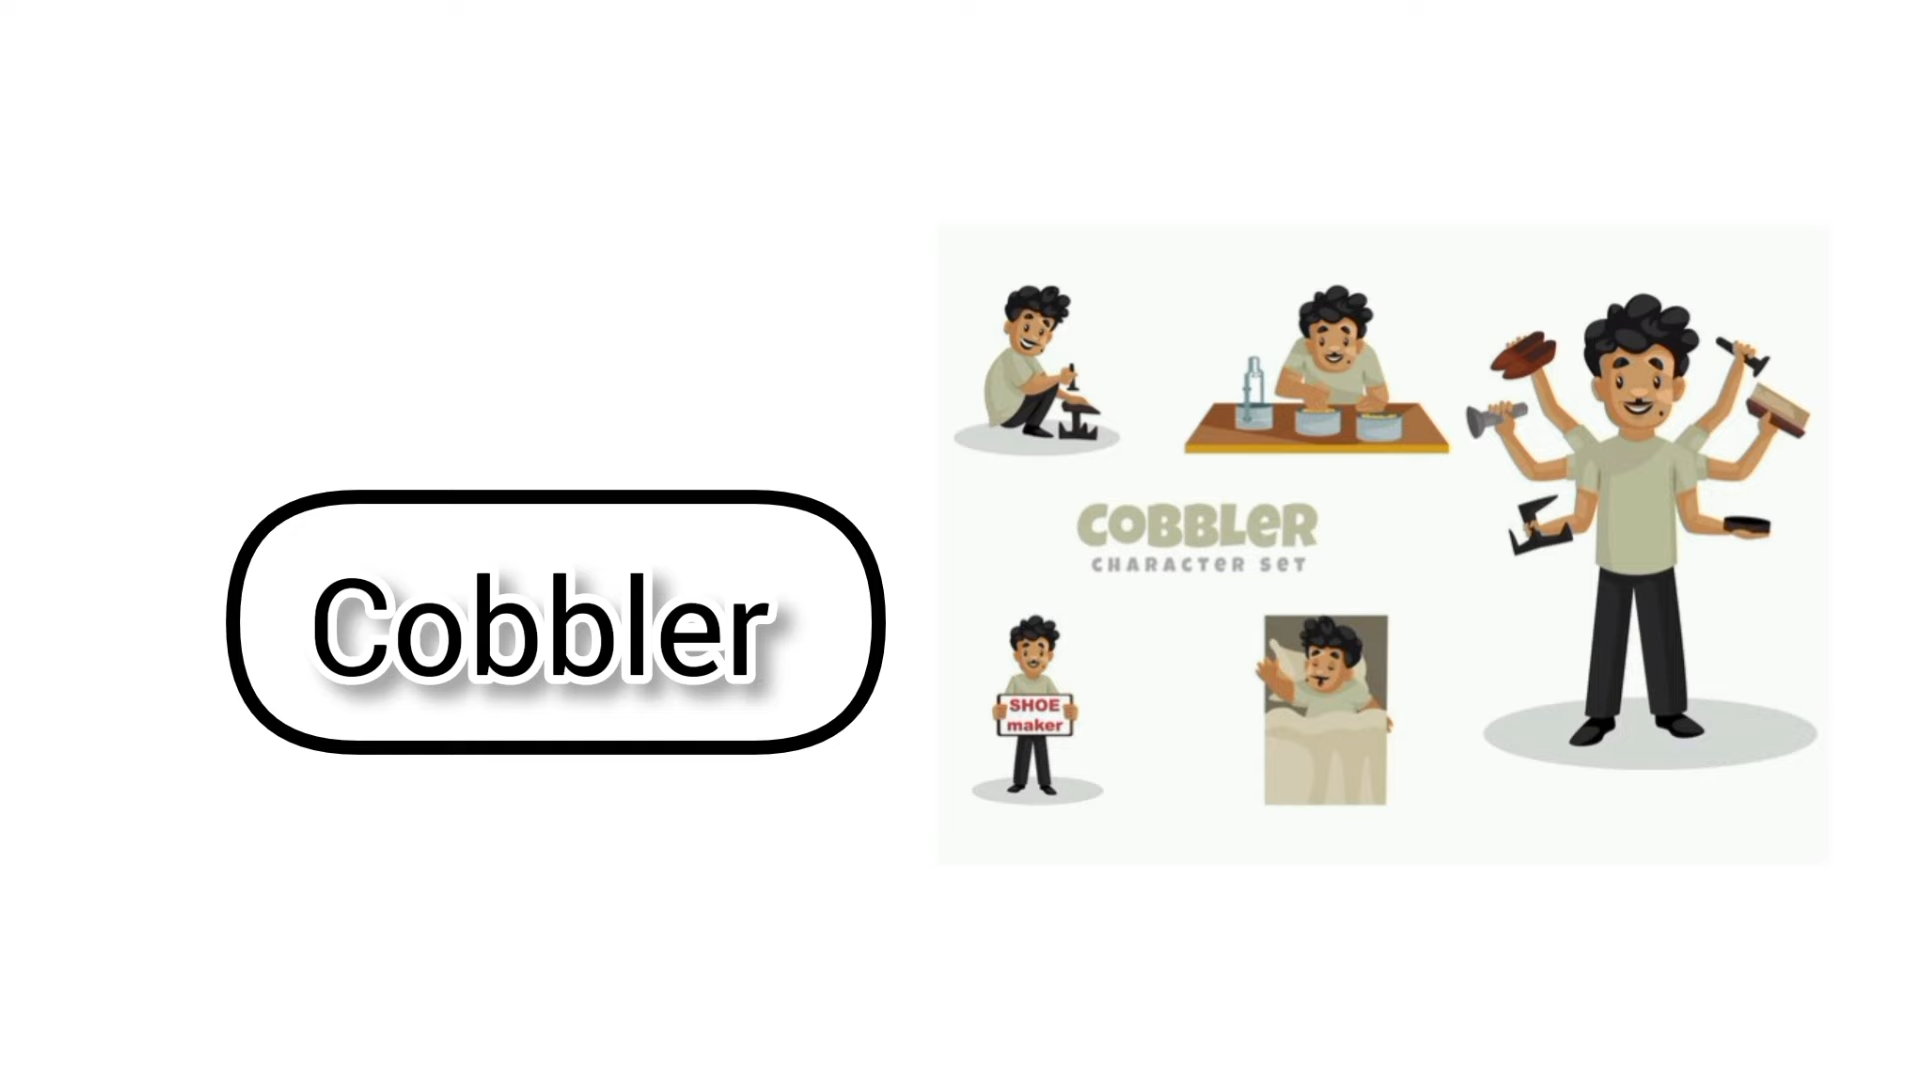 Cobbler
COBBLER
CHARACTER SET
SHOE
maker